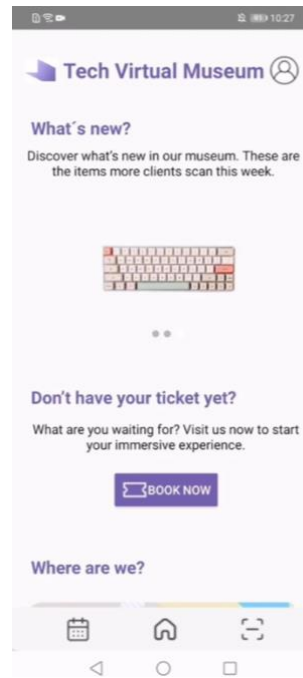 10:27
Tech Virtual Museum
What´s new?
Discover what's new in our museum. These are
the items more clients scan this week.
Don't have your ticket yet?
What are you waiting for? Visit us now to start
your immersive experience.
BOOK NOW
Where are we?